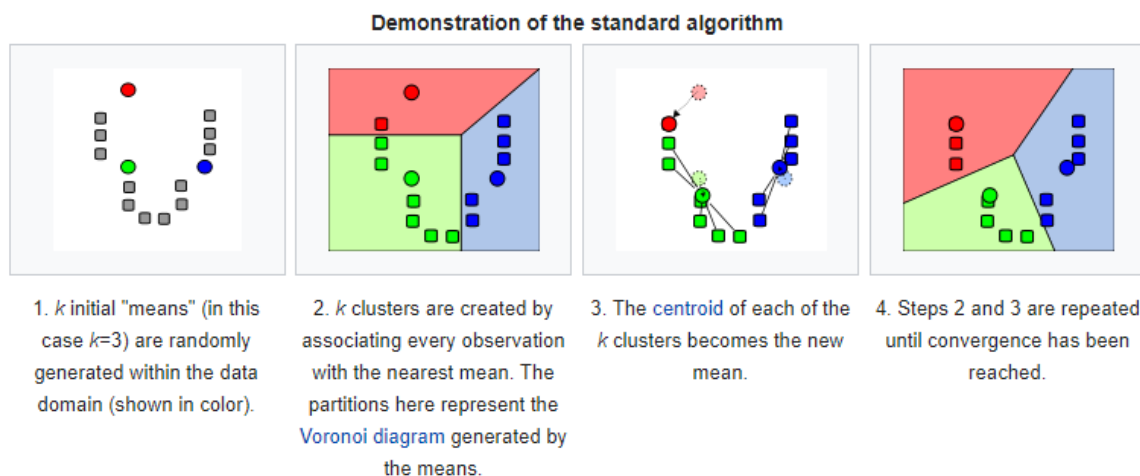 Demonstration of the standard algorithm
1. k initial "means" (in this
case k=3) are randomly
generated within the data
domain (shown in color).
2. k clusters are created by
associating every observation
with the nearest mean. The
partitions here represent the
Voronoi diagram generated by
the means.
3. The centroid of each of the
k clusters becomes the new
mean.
4. Steps 2 and 3 are repeated
until convergence has been
reached.